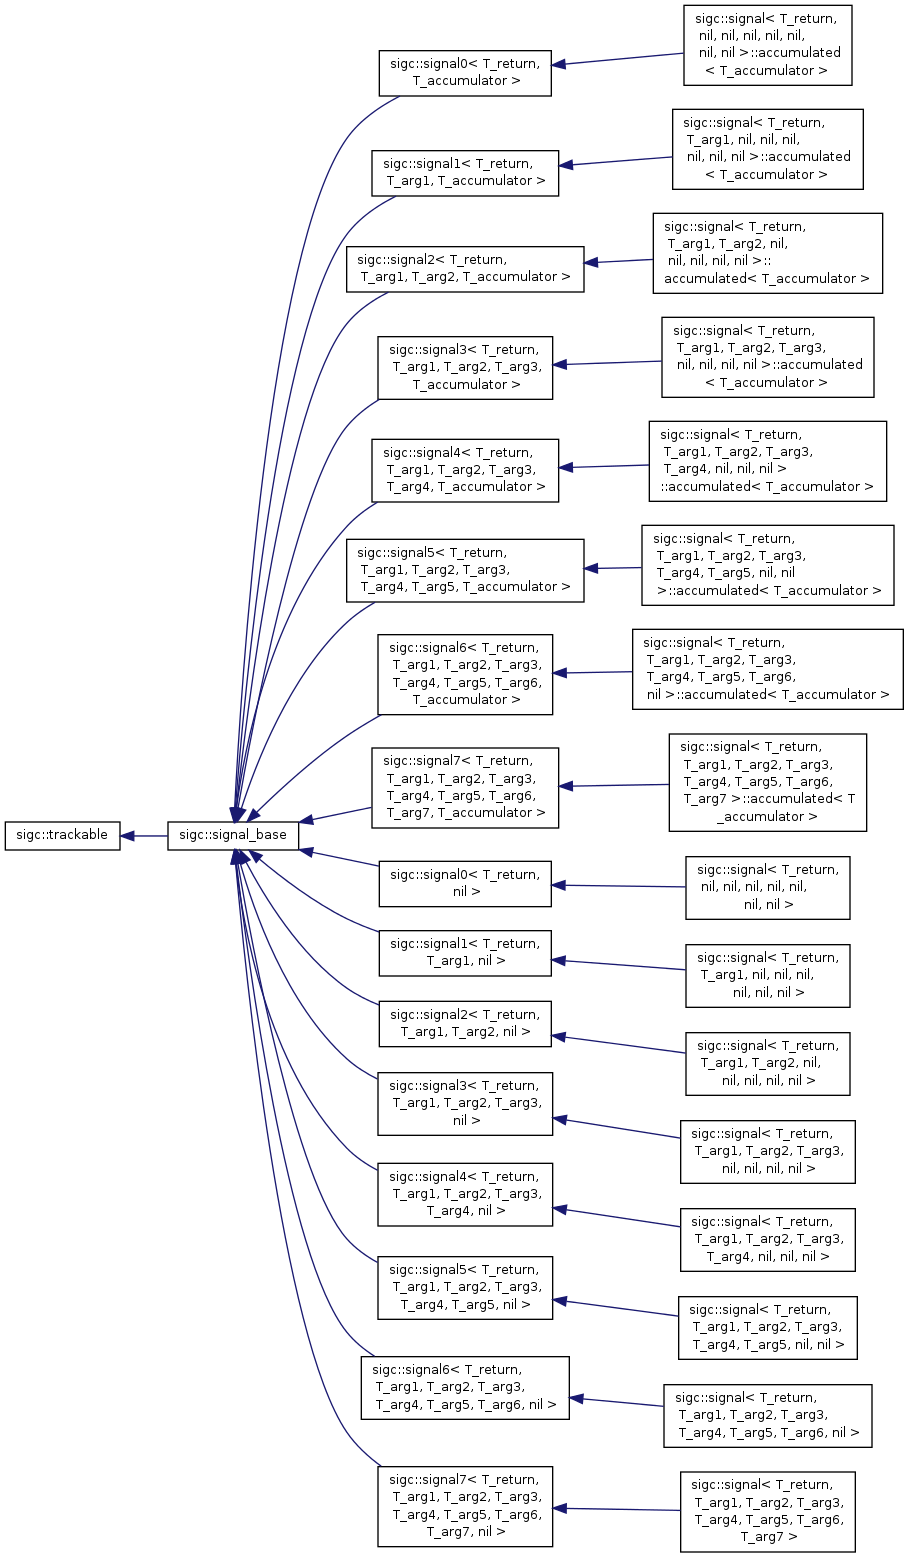 sigc::trackable
sigc::signal_base
sigc::signal0< T_return,
T_accumulator >
sigc::signal1< T_return,
T_arg1, T_accumulator >
sigc::signal2< T_return,
T_arg1, T_arg2, T_accumulator >
sigc::signal3< T_return,
T_arg1, T_arg2, T_arg3,
T_accumulator >
sigc::signal4< T_return,
T_arg1, T_arg2, T_arg3,
T_arg4, T_accumulator >
sigc::signal5< T_return,
T_arg1, T_arg2, T_arg3,
T_arg4, T_arg5, T_accumulator >
sigc::signal6< T_return,
T_arg1, T_arg2, T_arg3,
T_arg4, T_arg5, T_arg6,
T_accumulator >
sigc::signal7< T_return,
T_arg1, T_arg2, T_arg3,
T_arg4, T_arg5, T_arg6,
T_arg7, T_accumulator >
sigc::signal0< T_return,
nil >
sigc::signal1< T_return,
T_arg1, nil >
sigc::signal2< T_return,
T_arg1, T_arg2, nil >
sigc::signal3< T_return,
T_arg1, T_arg2, T_arg3,
nil >
sigc::signal4< T_return,
T_arg1, T_arg2, T_arg3,
T_arg4, nil >
sigc::signal5< T_return,
T_arg1, T_arg2, T_arg3,
T_arg4, T_arg5, nil >
sigc::signal6< T_return,
T_arg1, T_arg2, T_arg3,
T_arg4, T_arg5, T_arg6, nil >
sigc::signal7< T_return,
T_arg1, T_arg2, T_arg3,
T_arg4, T_arg5, T_arg6,
T_arg7, nil >
sigc::signal< T_return,
nil, nil, nil, nil, nil,
nil, nil >::accumulated
< T_accumulator >
sigc::signal< T_return,
T_arg1, nil, nil, nil,
nil, nil, nil >::accumulated
< T_accumulator >
sigc::signal< T_return,
T_arg1, T_arg2, nil,
nil, nil, nil, nil >::
accumulated< T_accumulator >
sigc::signal< T_return,
T_arg1, T_arg2, T_arg3,
nil, nil, nil, nil >::accumulated
< T_accumulator >
sigc::signal< T_return,
T_arg1, T_arg2, T_arg3,
T_arg4, nil, nil, nil >
::accumulated< T_accumulator >
sigc::signal< T_return,
T_arg1, T_arg2, T_arg3,
T_arg4, T_arg5, nil, nil
>::accumulated< T_accumulator >
sigc::signal< T_return,
T_arg1, T_arg2, T_arg3,
T_arg4, T_arg5, T_arg6,
nil >::accumulated< T_accumulator >
sigc::signal< T_return,
T_arg1, T_arg2, T_arg3,
T_arg4, T_arg5, T_arg6,
T_arg7 >::accumulated< T
_accumulator >
sigc::signal< T_return,
nil, nil, nil, nil, nil,
nil, nil >
sigc::signal< T_return,
T_arg1, nil, nil, nil,
nil, nil, nil >
sigc::signal< T_return,
T_arg1, T_arg2, nil,
nil, nil, nil, nil >
sigc::signal< T_return,
T_arg1, T_arg2, T_arg3,
nil, nil, nil, nil >
sigc::signal< T_return,
T_arg1, T_arg2, T_arg3,
T_arg4, nil, nil, nil >
sigc::signal< T_return,
T_arg1, T_arg2, T_arg3,
T_arg4, T_arg5, nil, nil >
sigc::signal< T_return,
T_arg1, T_arg2, T_arg3,
T_arg4, T_arg5, T_arg6, nil >
sigc::signal< T_return,
T_arg1, T_arg2, T_arg3,
T_arg4, T_arg5, T_arg6,
T_arg7 >